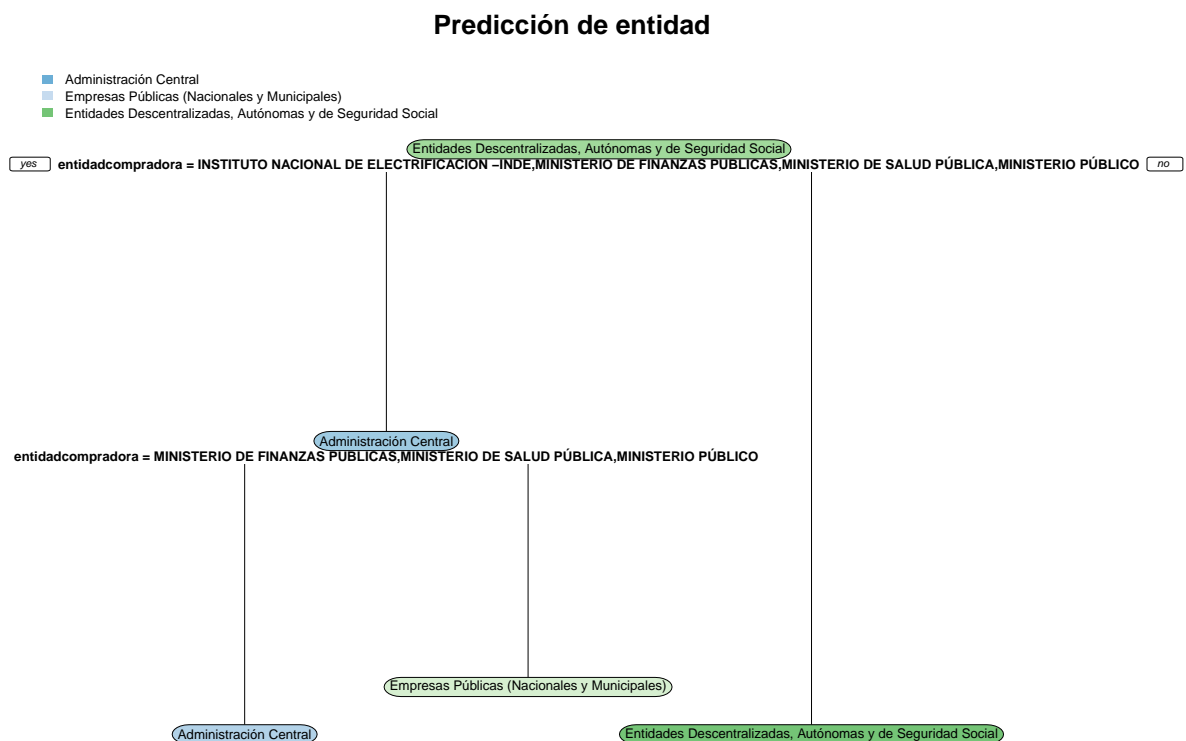 Predicción de entidad
Administración Central
Empresas Públicas (Nacionales y Municipales)
Entidades Descentralizadas, Autónomas y de Seguridad Social
Entidades Descentralizadas, Autónomas y de Seguridad Social
yes entidadcompradora = INSTITUTO NACIONAL DE ELECTRIFICACION –INDE,MINISTERIO DE FINANZAS PÚBLICAS,MINISTERIO DE SALUD PÚBLICA,MINISTERIO PÚBLICO no
Administración Central
entidadcompradora = MINISTERIO DE FINANZAS PÚBLICAS,MINISTERIO DE SALUD PÚBLICA,MINISTERIO PÚBLICO
Empresas Públicas (Nacionales y Municipales)
Administración Central
Entidades Descentralizadas, Autónomas y de Seguridad Social